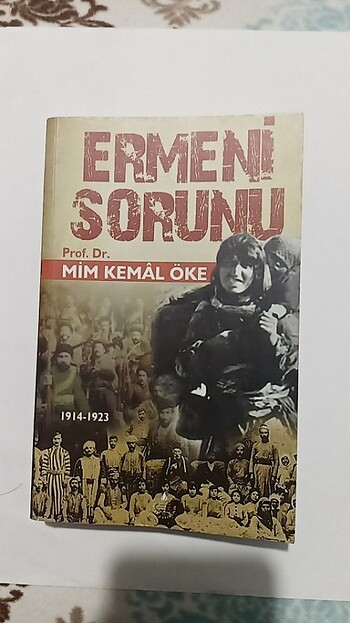 ERMENİ
SORUNU
Prof. Dr.
MİM KEMÂL ÖKE
1914-1923